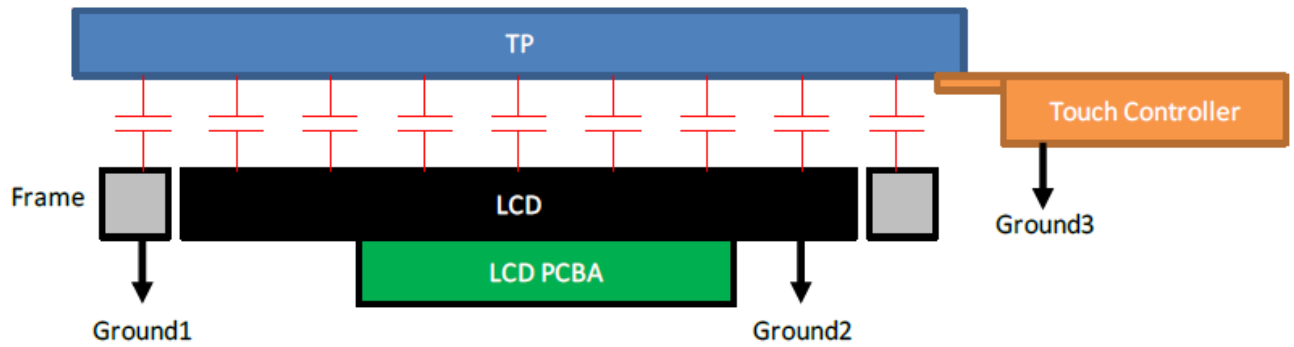 TP
Touch Controller
Frame
LCD
Ground3
LCD PCBA
Ground1
Ground2